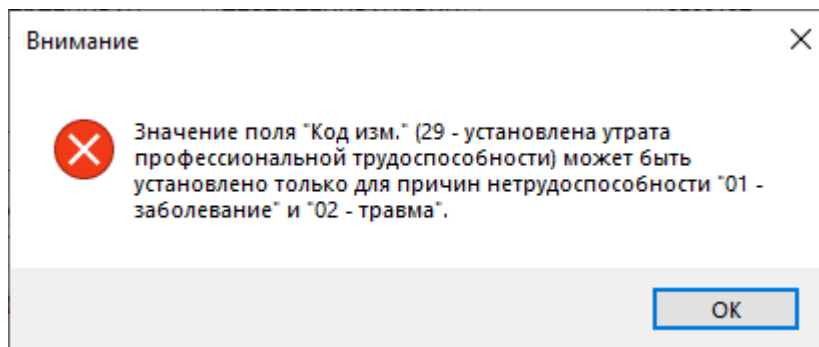 Внимание
Значение поля "Код изм." (29 - установлена утрата
профессиональной трудоспособности) может быть
установлено только для причин нетрудоспособности "01 -
заболевание" и "02 - травма".
ОК